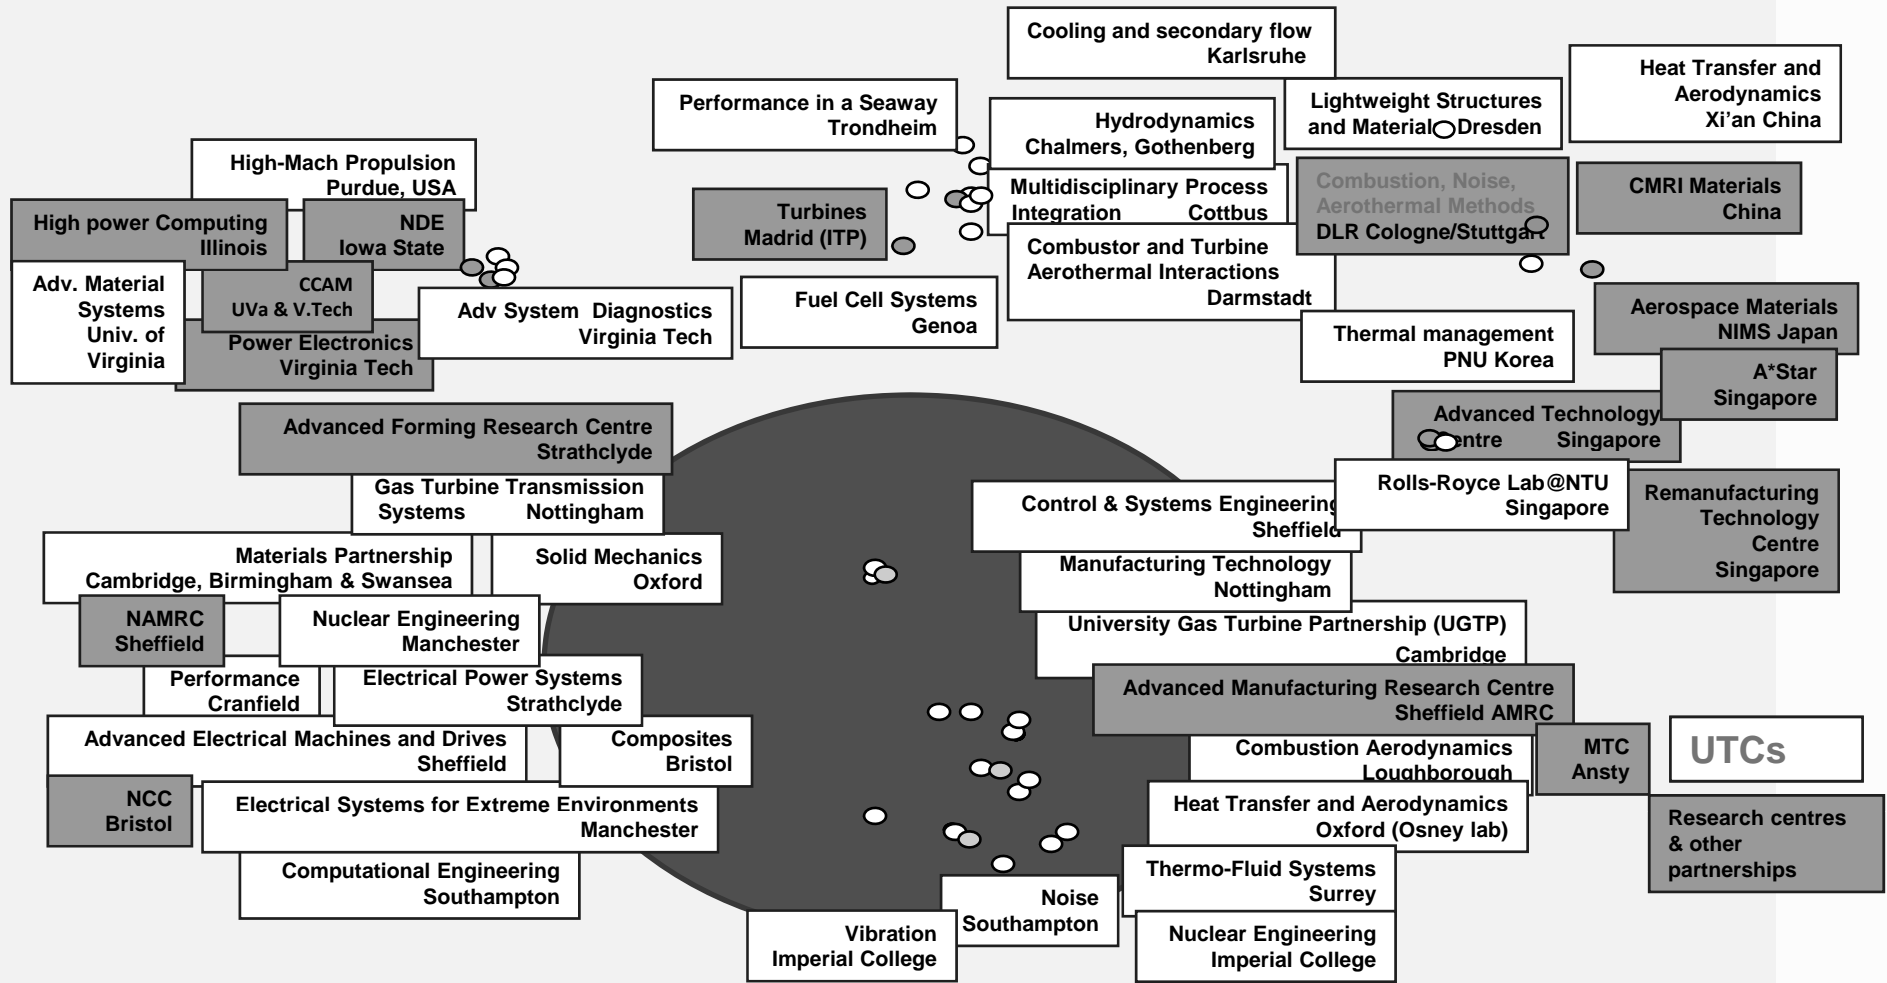 Cooling and secondary flow
Karlsruhe
Heat Transfer and
Aerodynamics
Xi'an China
Performance in a Seaway
Trondheim
Lightweight Structures
and Material Dresden
Hydrodynamics
Chalmers, Gothenberg
High-Mach Propulsion
Purdue, USA
Multidisciplinary Process
Integration Cottbus
Combustion, Noise,
Aerothermal Methods
DLR Cologne/Stuttgart
CMRI Materials
China
High power Computing
Illinois
NDE
Iowa State
Turbines
Madrid (ITP)
Combustor and Turbine
Aerothermal Interactions
Darmstadt
Adv. Material
Systems
Univ. of
Virginia
CCAM
UVa & V.Tech
Adv System Diagnostics
Virginia Tech
Fuel Cell Systems
Genoa
Aerospace Materials
NIMS Japan
Power Electronics
Virginia Tech
Thermal management
PNU Korea
A*Star
Singapore
Advanced Forming Research Centre
Strathclyde
Advanced Technology
Centre Singapore
Gas Turbine Transmission
Systems Nottingham
Control & Systems Engineering
Sheffield
Rolls-Royce Lab@NTU
Singapore
Remanufacturing
Technology
Centre
Singapore
Materials Partnership
Cambridge, Birmingham & Swansea
Solid Mechanics
Oxford
Manufacturing Technology
Nottingham
NAMRC
Sheffield
Nuclear Engineering
Manchester
University Gas Turbine Partnership (UGTP)
Cambridge
Performance
Cranfield
Electrical Power Systems
Strathclyde
Advanced Manufacturing Research Centre
Sheffield AMRC
Advanced Electrical Machines and Drives
Sheffield
Composites
Bristol
Combustion Aerodynamics
Loughborough
MTC
Ansty
UTCs
NCC
Bristol
Electrical Systems for Extreme Environments
Manchester
Heat Transfer and Aerodynamics
Oxford (Osney lab)
Research centres
& other
partnerships
Computational Engineering
Southampton
Thermo-Fluid Systems
Surrey
Noise
Southampton
Vibration
Imperial College
Nuclear Engineering
Imperial College